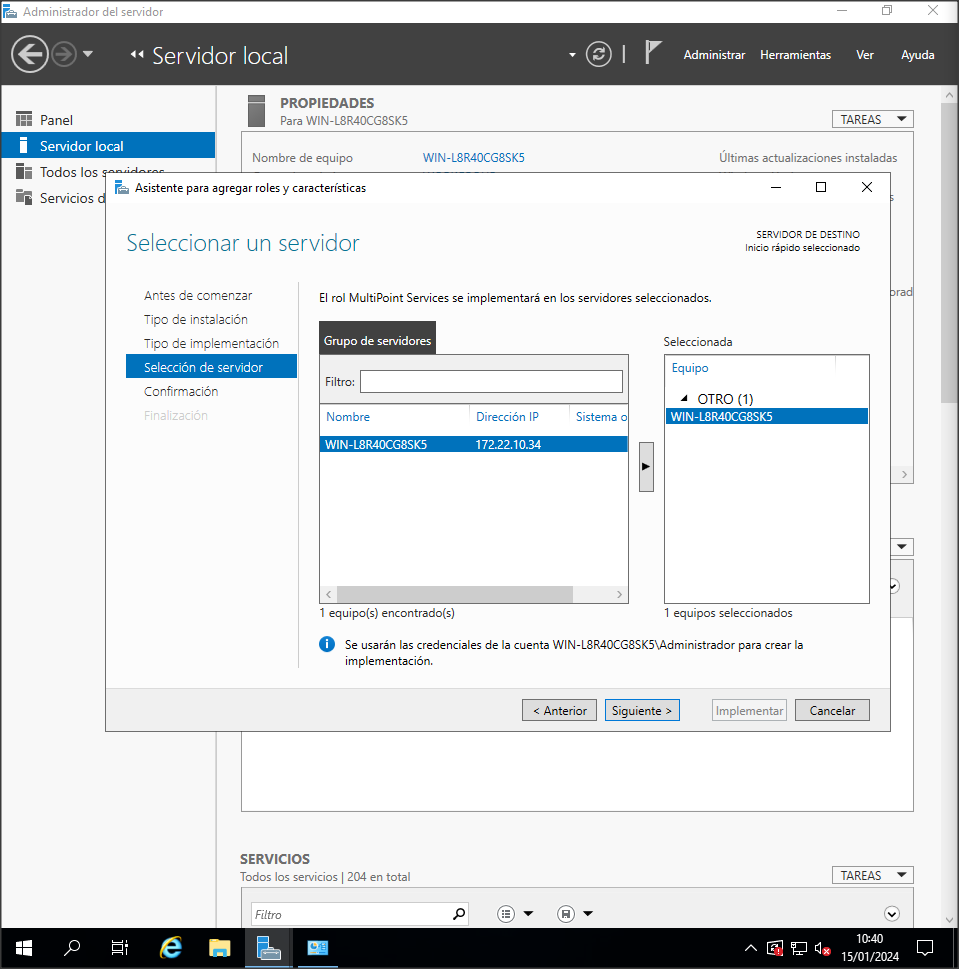 Administrador del servidor
Servidor local
Administrar Herramientas Ver Ayuda
Panel
Servidor local
Todos los servidores
Servicios d
PROPIEDADES
Para WIN-L8R40CG8SK5
TAREAS
Nombre de equipo WIN-L8R40CG8SK5 Últimas actualizaciones instaladas
Asistente para agregar roles y características
Seleccionar un servidor
SERVIDOR DE DESTINO
Inicio rápido seleccionado
Antes de comenzar
Tipo de instalación
Tipo de implementación
Selección de servidor
Confirmación
Finalización
El rol MultiPoint Services se implementará en los servidores seleccionados.
Grupo de servidores
Filtro:
Nombre Dirección IP Sistema o
WIN-L8R40CG8SK5 172.22.10.34
1 equipo(s) encontrado(s)
Seleccionada
Equipo
OTRO (1)
WIN-L8R40CG8SK5
1 equipos seleccionados
Se usarán las credenciales de la cuenta WIN-L8R40CG8SK5\Administrador para crear la
implementación.
< Anterior Siguiente > Implementar Cancelar
orad
SERVICIOS
Todos los servicios | 204 en total
TAREAS
Filtro
10:40
15/01/2024